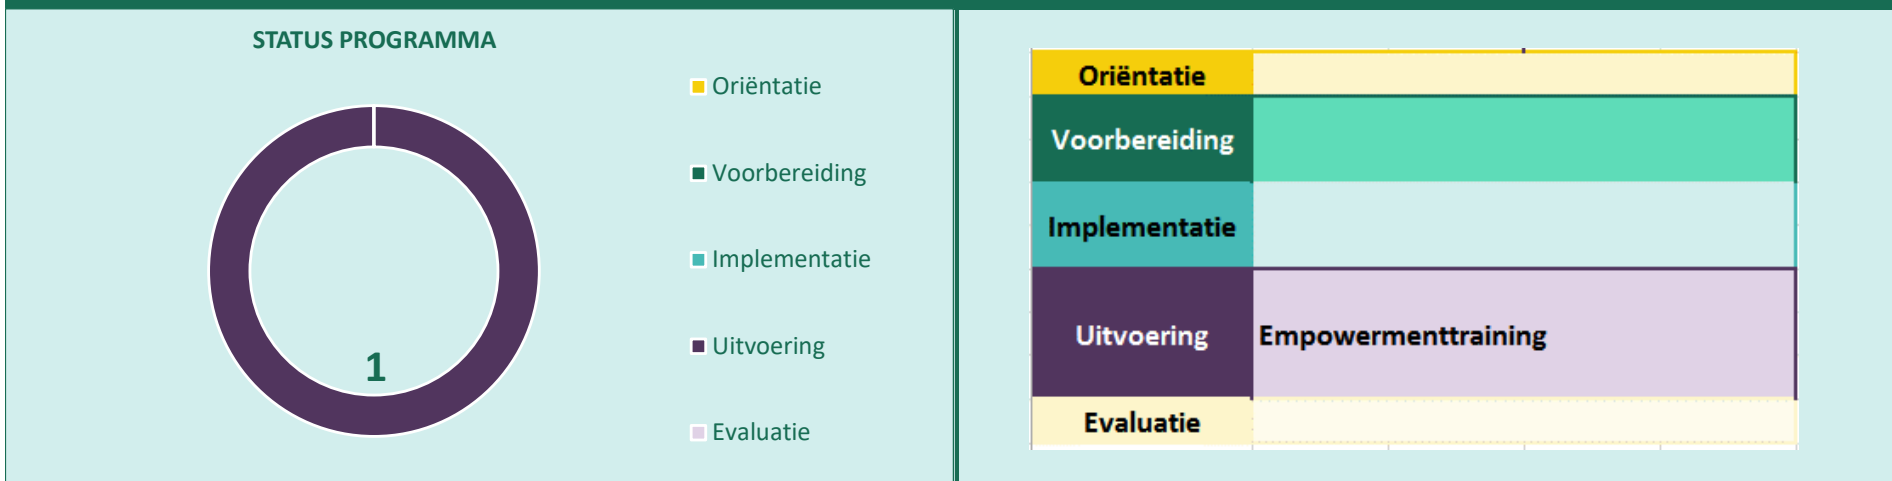 STATUS PROGRAMMA
1
Oriëntatie
Voorbereiding
Implementatie
Uitvoering
Evaluatie
Oriëntatie
Voorbereiding
Implementatie
Uitvoering Empowermenttraining
Evaluatie